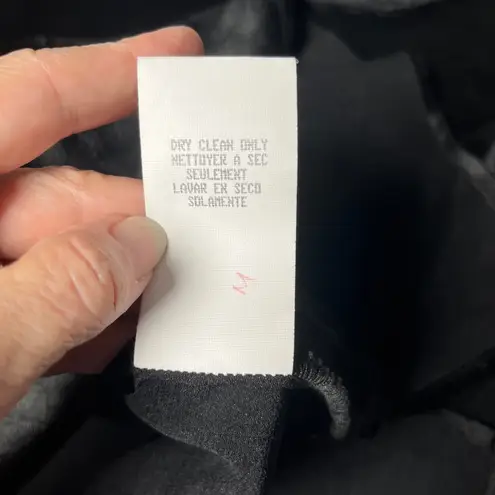 DRY CLEAN ONLY
NETTOYER A SEC
SEULEMENT
LAVAR EN SECO
SOLAMENTE